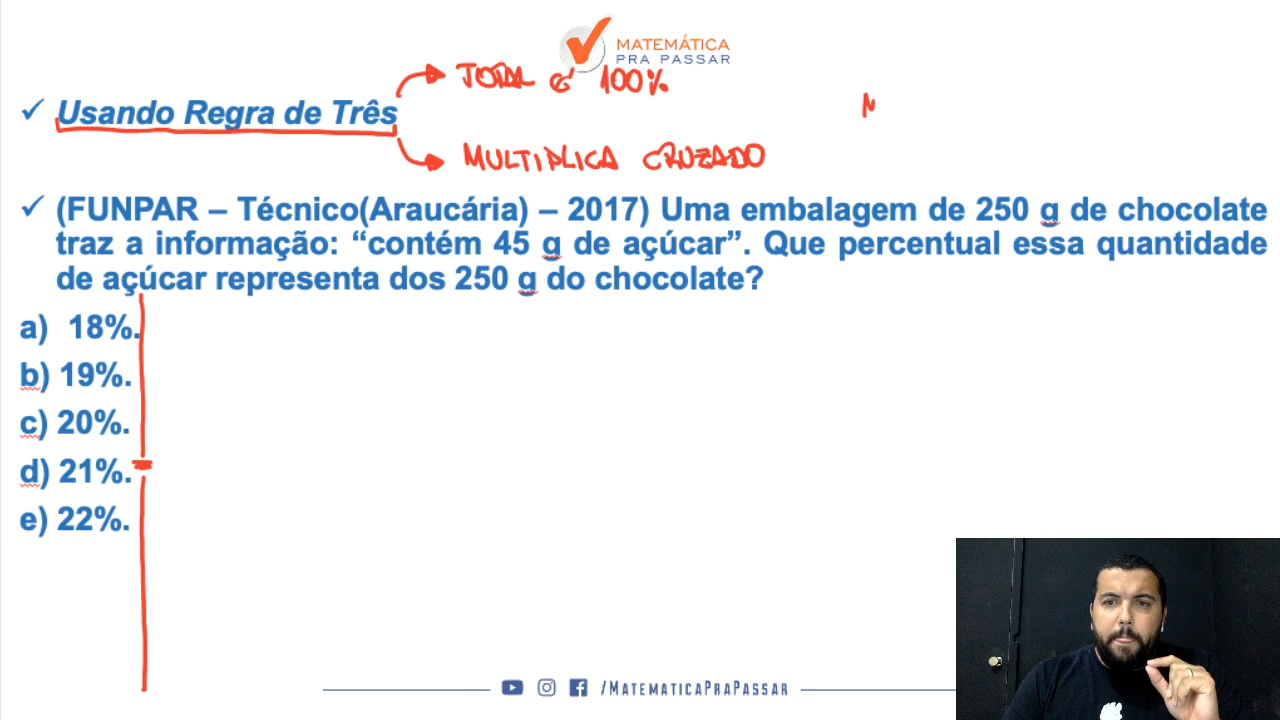 MATEMÁTICA
PRA PASSAR
TOTAL É 100%
✓ Usando Regra de Três
MULTIPLICA CRUZADO
✓ (FUNPAR – Técnico(Araucária) – 2017) Uma embalagem de 250 g de chocolate
traz a informação: “contém 45 g de açúcar”. Que percentual essa quantidade
de açúcar representa dos 250 g do chocolate?
a) 18%.
b) 19%.
c) 20%.
d) 21%.
e) 22%.
/MATEMATICAPRAPASSAR